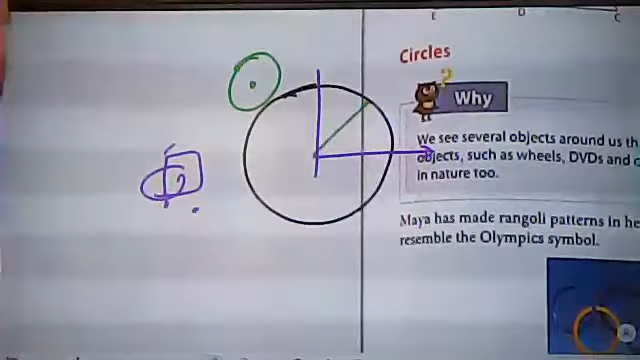 E D C
Circles
?
Why
We see several objects around us th
objects, such as wheels, DVDs and o
in nature too.
Maya has made rangoli patterns in he
resemble the Olympics symbol.